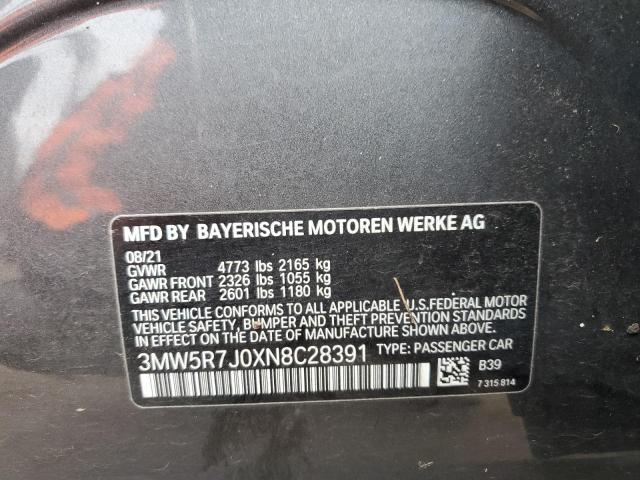 MFD BY BAYERISCHE MOTOREN WERKE AG
08/21
GVWR 4773 lbs 2165 kg
GAWR FRONT 2326 lbs 1055 kg
GAWR REAR 2601 lbs 1180 kg
THIS VEHICLE CONFORMS TO ALL APPLICABLE U.S.FEDERAL MOTOR
VEHICLE SAFETY, BUMPER, AND THEFT PREVENTION STANDARDS
IN EFFECT ON THE DATE OF MANUFACTURE SHOWN ABOVE.
3MW5R7J0XN8C28391 TYPE: PASSENGER CAR
B39
7 315 814